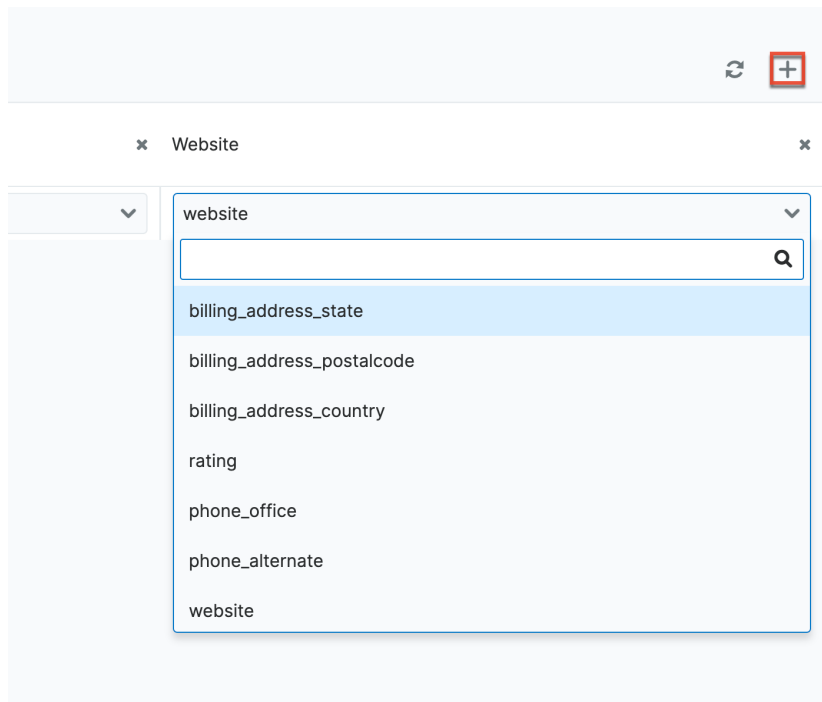 Website
website
billing_address_state
billing_address_postalcode
billing_address_country
rating
phone_office
phone_alternate
website